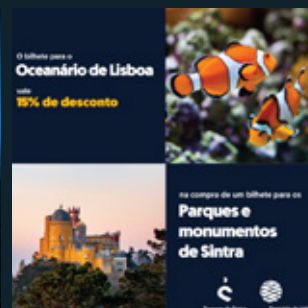 O bilhete para o
Oceanário de Lisboa
vale
15% de desconto
na compra de um bilhete para os
Parques e
monumentos
de Sintra